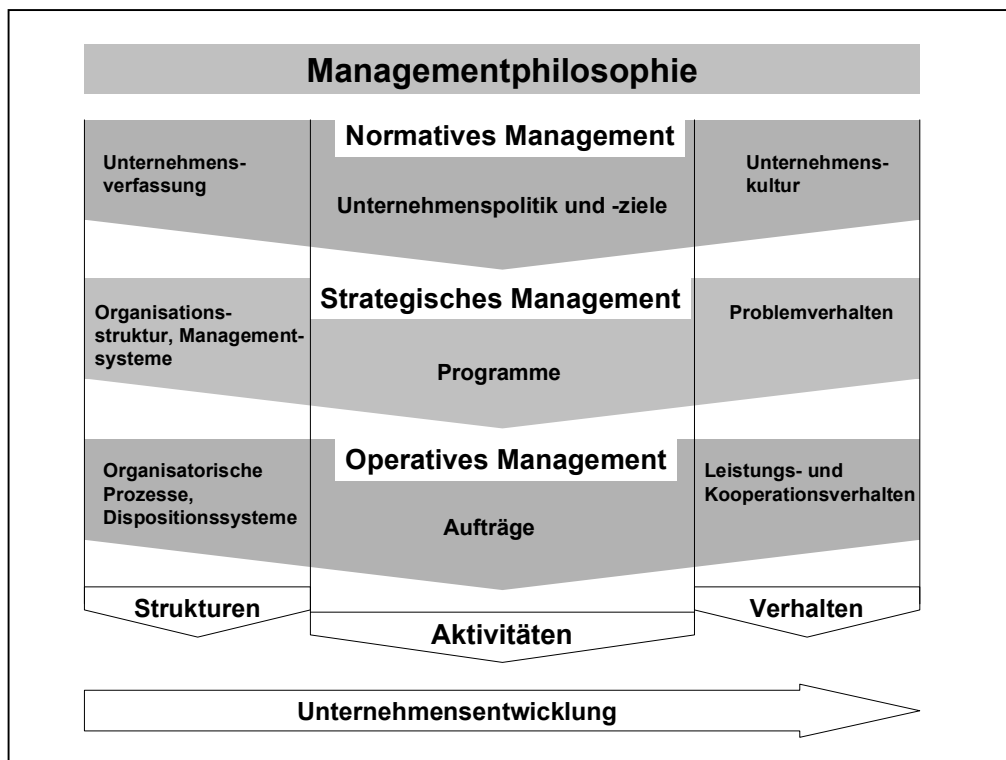 Managementphilosophie
Normatives Management
Unternehmens-
verfassung
Unternehmenspolitik und -ziele
Unternehmens-
kultur
Strategisches Management
Organisations-
struktur, Management-
systeme
Programme
Problemverhalten
Operatives Management
Organisatorische
Prozesse,
Dispositionssysteme
Aufträge
Leistungs- und
Kooperationsverhalten
Strukturen
Aktivitäten
Verhalten
Unternehmensentwicklung